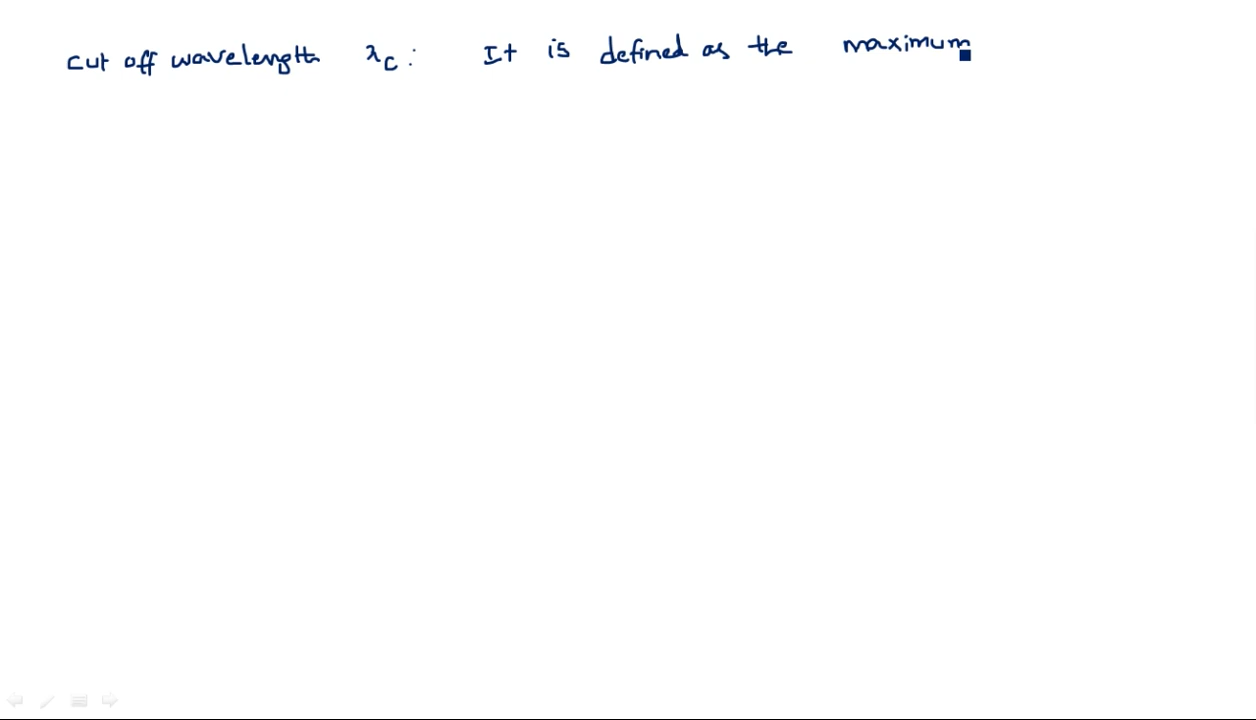 cut off wavelength λc : It is defined as the maximum